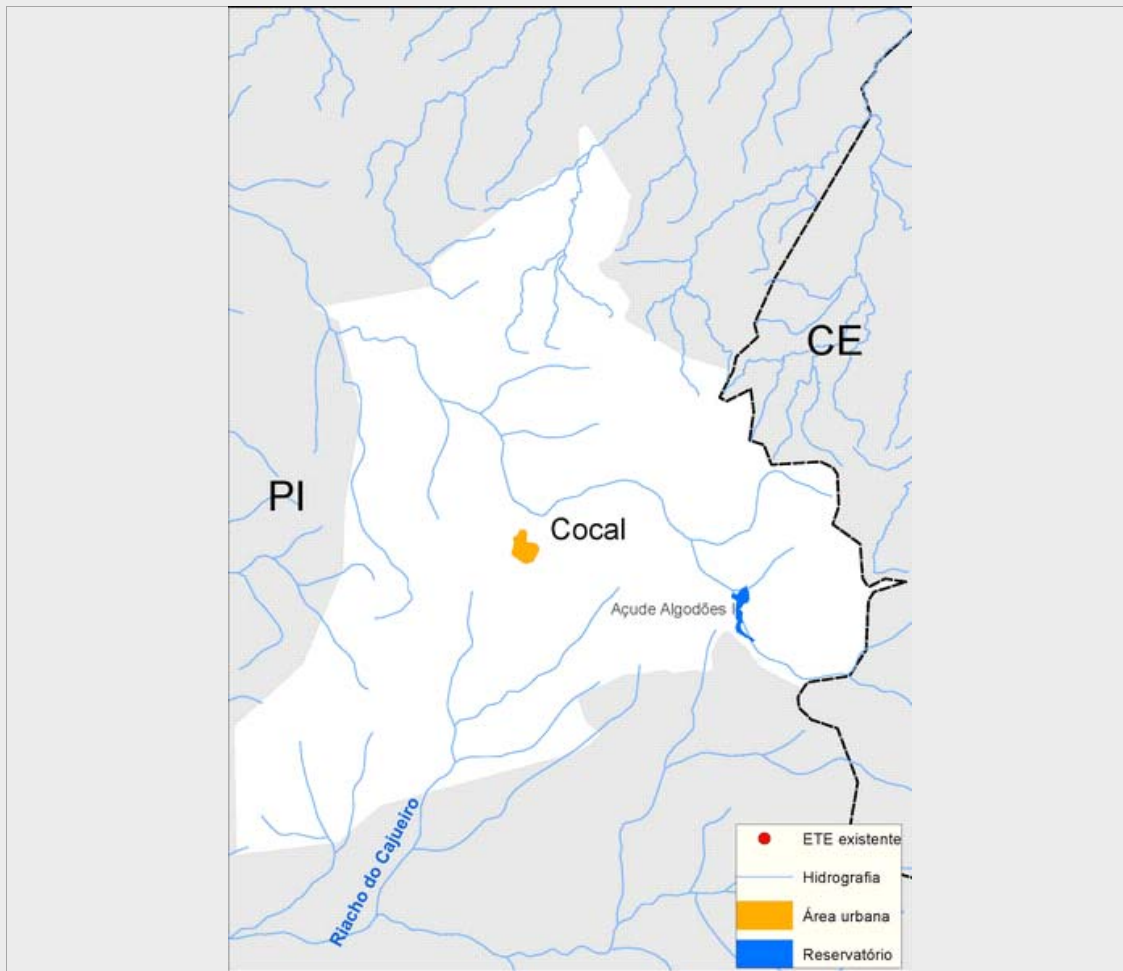 CE
PI
Cocal
Açude Algodões I
Riacho do Cajueiro
ETE existente
Hidrografia
Área urbana
Reservatório